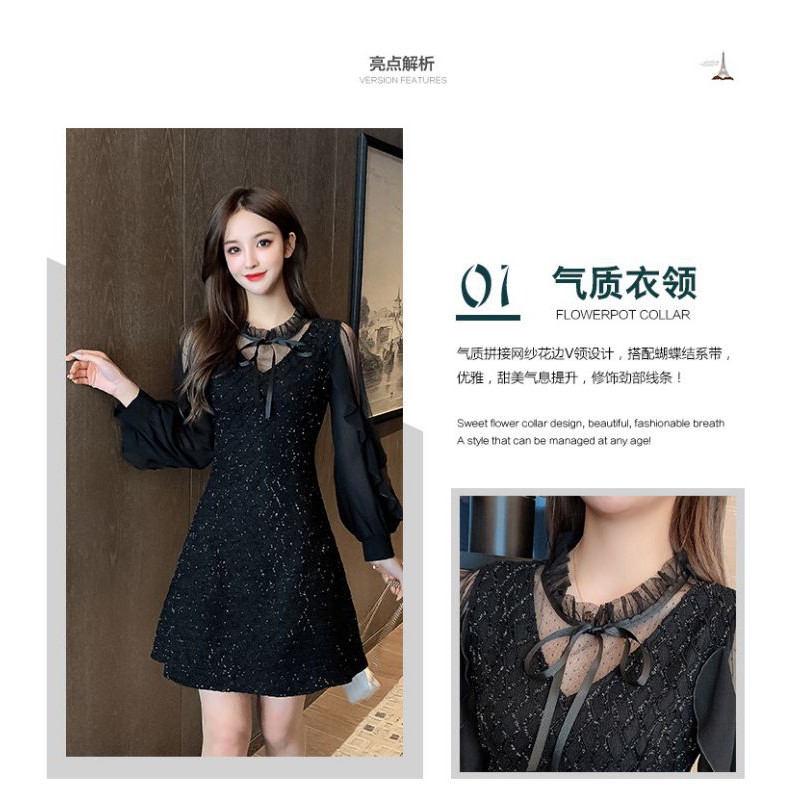 亮点解析
VERSION FEATURES
01
气质衣领
FLOWERPOT COLLAR
气质拼接网纱花边V领设计，搭配蝴蝶结系带，
优雅，甜美气息提升，修饰劲部线条！
Sweet flower collar design, beautiful, fashionable breath
A style that can be managed at any age!